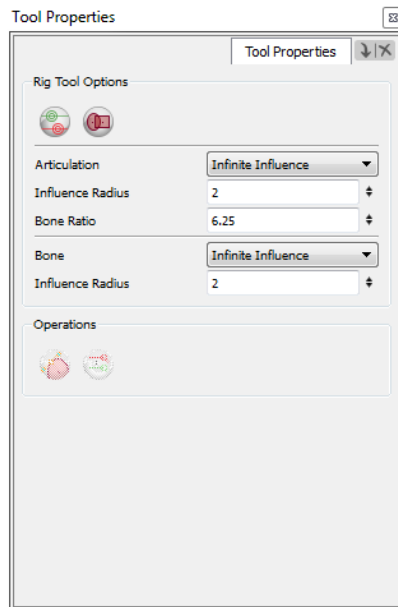 Tool Properties
Tool Properties
Rig Tool Options
Articulation Infinite Influence
Influence Radius 2
Bone Ratio 6.25
Bone Infinite Influence
Influence Radius 2
Operations